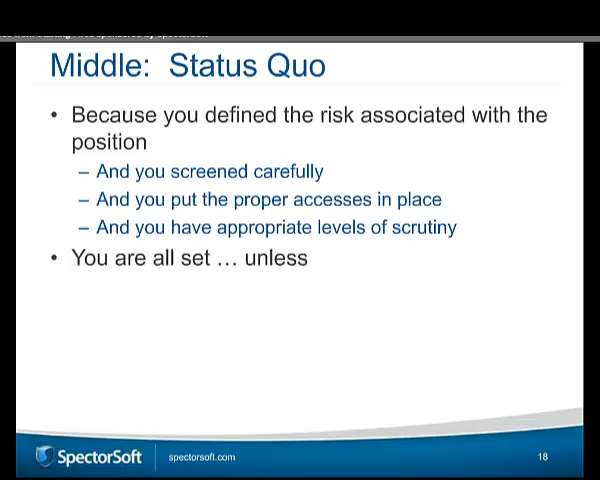 Middle: Status Quo
• Because you defined the risk associated with the
position
– And you screened carefully
– And you put the proper accesses in place
– And you have appropriate levels of scrutiny
• You are all set … unless
SpectorSoft
spectorsoft.com
18